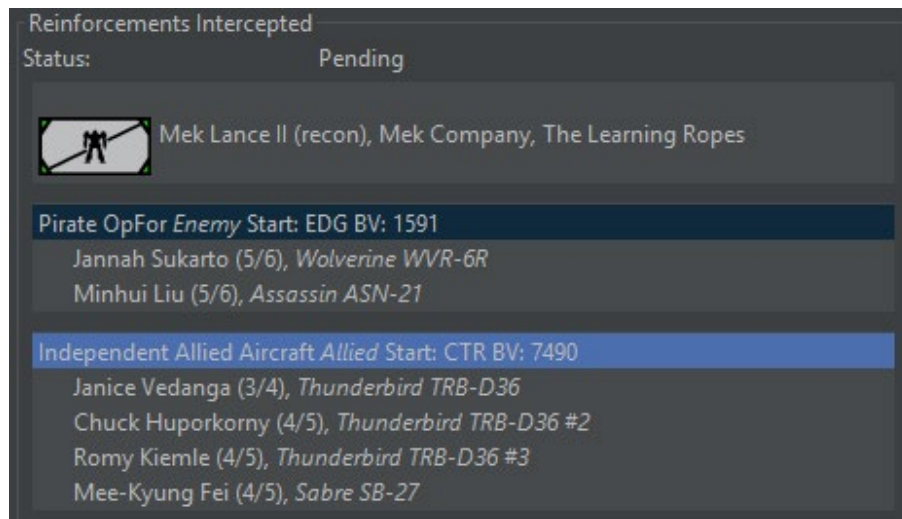 Reinforcements Intercepted
Status: Pending
Mek Lance II (recon), Mek Company, The Learning Ropes
Pirate OpFor Enemy Start: EDG BV: 1591
Jannah Sukarto (5/6), Wolverine WVR-6R
Minhui Liu (5/6), Assassin ASN-21
Independent Allied Aircraft Allied Start: CTR BV: 7490
Janice Vedanga (3/4), Thunderbird TRB-D36
Chuck Huporkorny (4/5), Thunderbird TRB-D36 #2
Romy Kiemle (4/5), Thunderbird TRB-D36 #3
Mee-Kyung Fei (4/5), Sabre SB-27